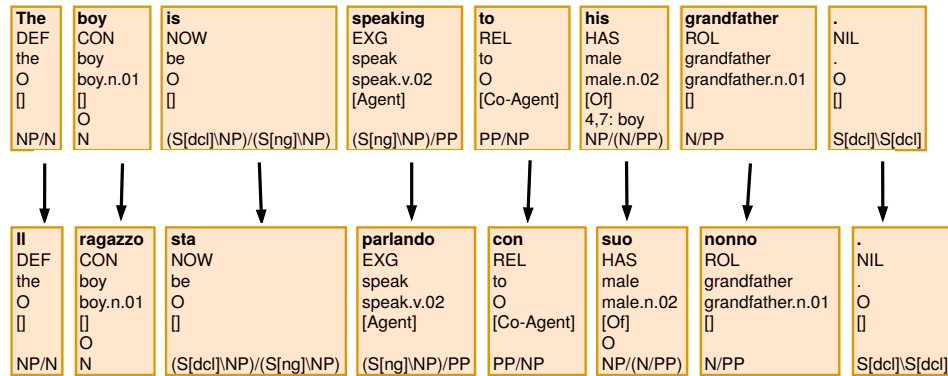 The boy is speaking to his grandfather .
DEF CON NOW EXG REL HAS ROL NIL
the boy be speak to male grandfather .
O boy.n.01 O speak.v.02 O male.n.02 grandfather.n.01 O
[] [] [] [Agent] [Co-Agent] [Of] [] []
O 4,7: boy
NP/N N (S[dcl]\NP)/(S[ng]\NP) (S[ng]\NP)/PP PP/NP NP/(N/PP) N/PP S[dcl]\S[dcl]
Il ragazzo sta parlando con suo nonno .
DEF CON NOW EXG REL HAS ROL NIL
the boy be speak to male grandfather .
O boy.n.01 O speak.v.02 O male.n.02 grandfather.n.01 O
[] [] [] [Agent] [Co-Agent] [Of] [] []
O O
NP/N N (S[dcl]\NP)/(S[ng]\NP) (S[ng]\NP)/PP PP/NP NP/(N/PP) N/PP S[dcl]\S[dcl]